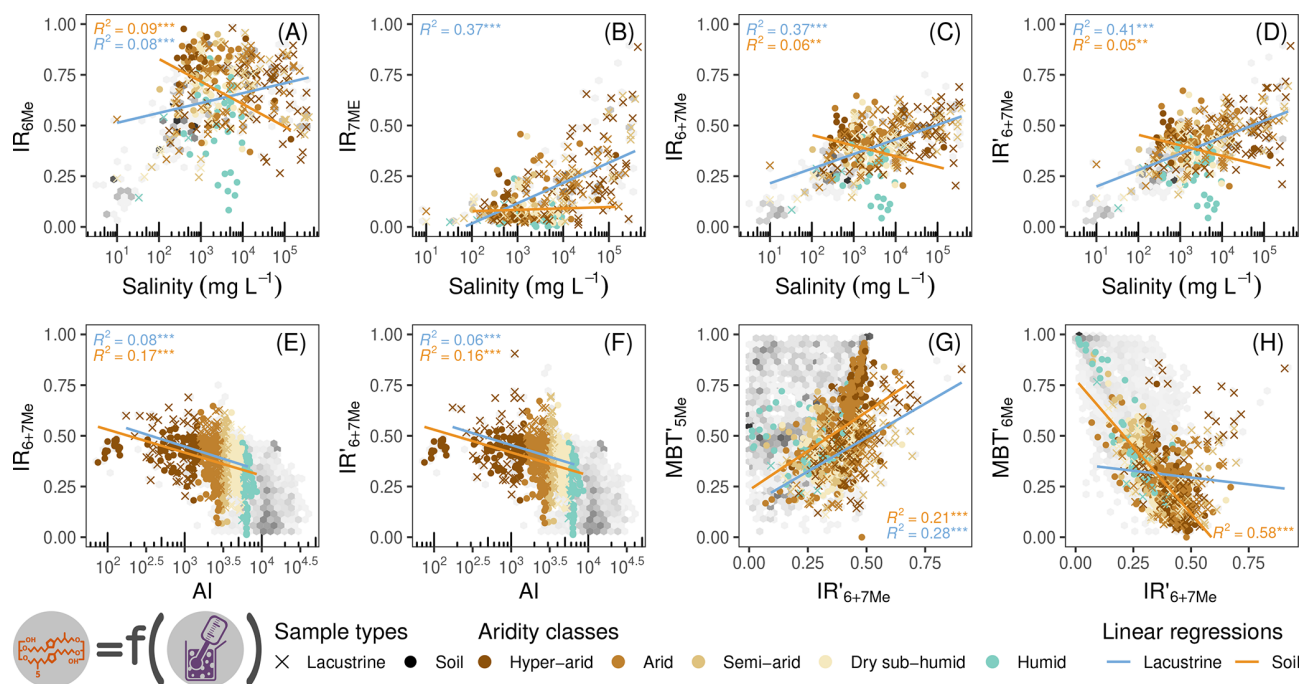 (A)
R² = 0.09***
R² = 0.08***
IR₆Me
1.00
0.75
0.50
0.25
0.00
10¹ 10² 10³ 10⁴ 10⁵
Salinity (mg L⁻¹)
(B)
R² = 0.37***
IR₇ME
1.00
0.75
0.50
0.25
0.00
10¹ 10² 10³ 10⁴ 10⁵
Salinity (mg L⁻¹)
(C)
R² = 0.37***
R² = 0.06**
IR₆₊₇Me
1.00
0.75
0.50
0.25
0.00
10¹ 10² 10³ 10⁴ 10⁵
Salinity (mg L⁻¹)
(D)
R² = 0.41***
R² = 0.05**
IR'₆₊₇Me
1.00
0.75
0.50
0.25
0.00
10¹ 10² 10³ 10⁴ 10⁵
Salinity (mg L⁻¹)
(E)
R² = 0.08***
R² = 0.17***
IR₆₊₇Me
1.00
0.75
0.50
0.25
0.00
10² 10^2.5 10³ 10^3.5 10⁴ 10^4.5
AI
(F)
R² = 0.06***
R² = 0.16***
IR'₆₊₇Me
1.00
0.75
0.50
0.25
0.00
10² 10^2.5 10³ 10^3.5 10⁴ 10^4.5
AI
(G)
MBT'₅Me
1.00
0.75
0.50
0.25
0.00
R² = 0.21***
R² = 0.28***
0.00 0.25 0.50 0.75
IR'₆₊₇Me
(H)
MBT'₆Me
1.00
0.75
0.50
0.25
0.00
R² = 0.58***
0.00 0.25 0.50 0.75
IR'₆₊₇Me
OH
O
O
O
O
OH
5
=f( )
Sample types Aridity classes Linear regressions
Lacustrine Soil Hyper−arid Arid Semi−arid Dry sub−humid Humid Lacustrine Soil